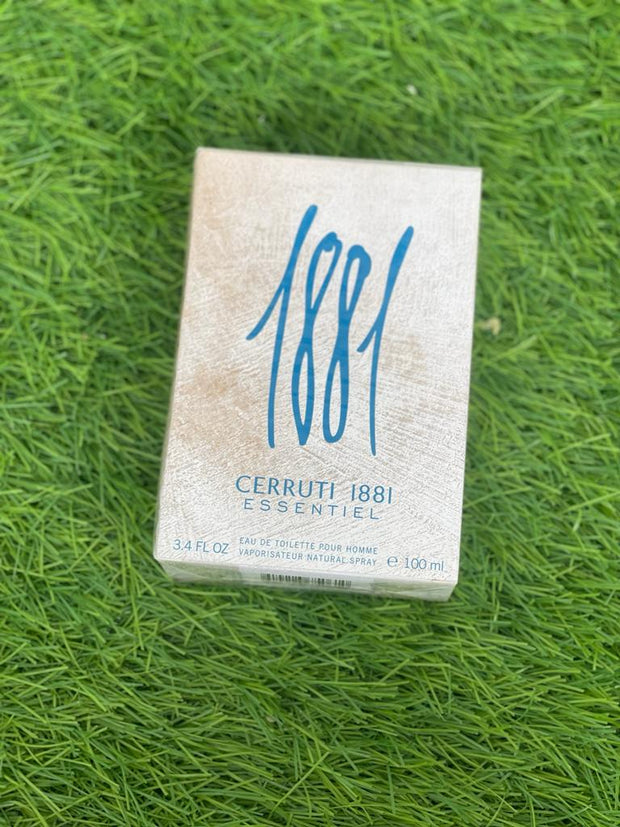 1881
CERRUTI 1881
ESSENTIEL
3.4 FL OZ
EAU DE TOILETTE POUR HOMME
VAPORISATEUR NATURAL SPRAY
℮ 100 ml